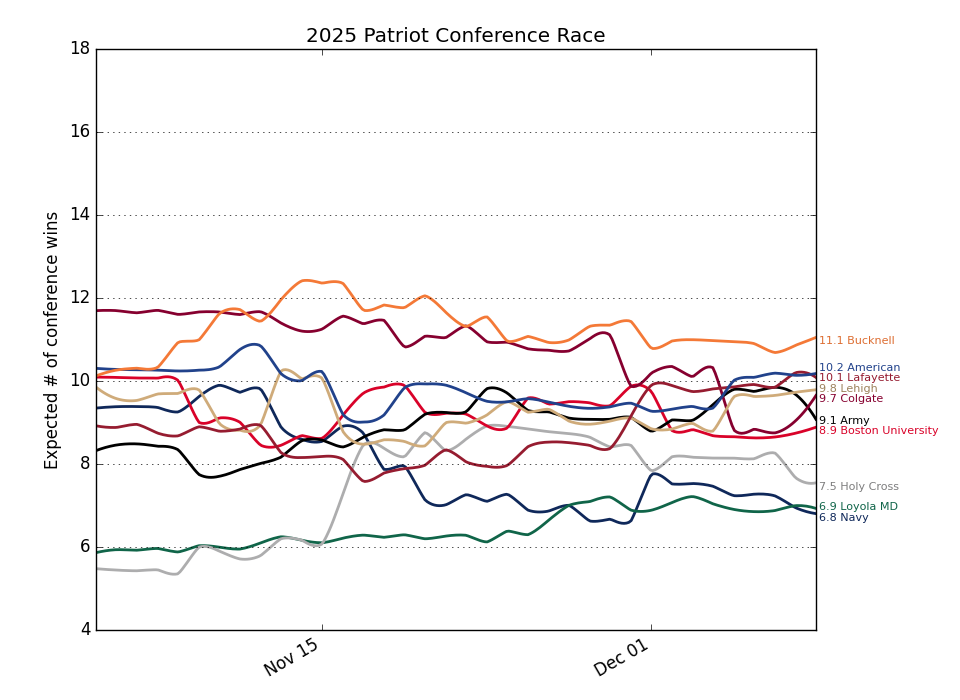 2025 Patriot Conference Race
Expected # of conference wins
18
16
14
12
10
8
6
4
Nov 15
Dec 01
11.1 Bucknell
10.2 American
10.1 Lafayette
9.8 Lehigh
9.7 Colgate
9.1 Army
8.9 Boston University
7.5 Holy Cross
6.9 Loyola MD
6.8 Navy